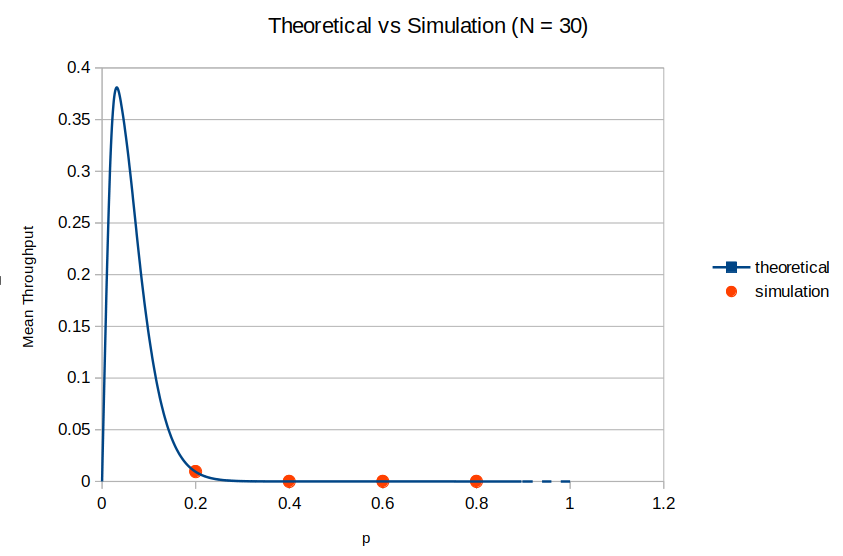 Theoretical vs Simulation (N = 30)
0.4
0.35
0.3
0.25
0.2
0.15
0.1
0.05
0
Mean Throughput
0 0.2 0.4 0.6 0.8 1 1.2
p
theoretical
simulation